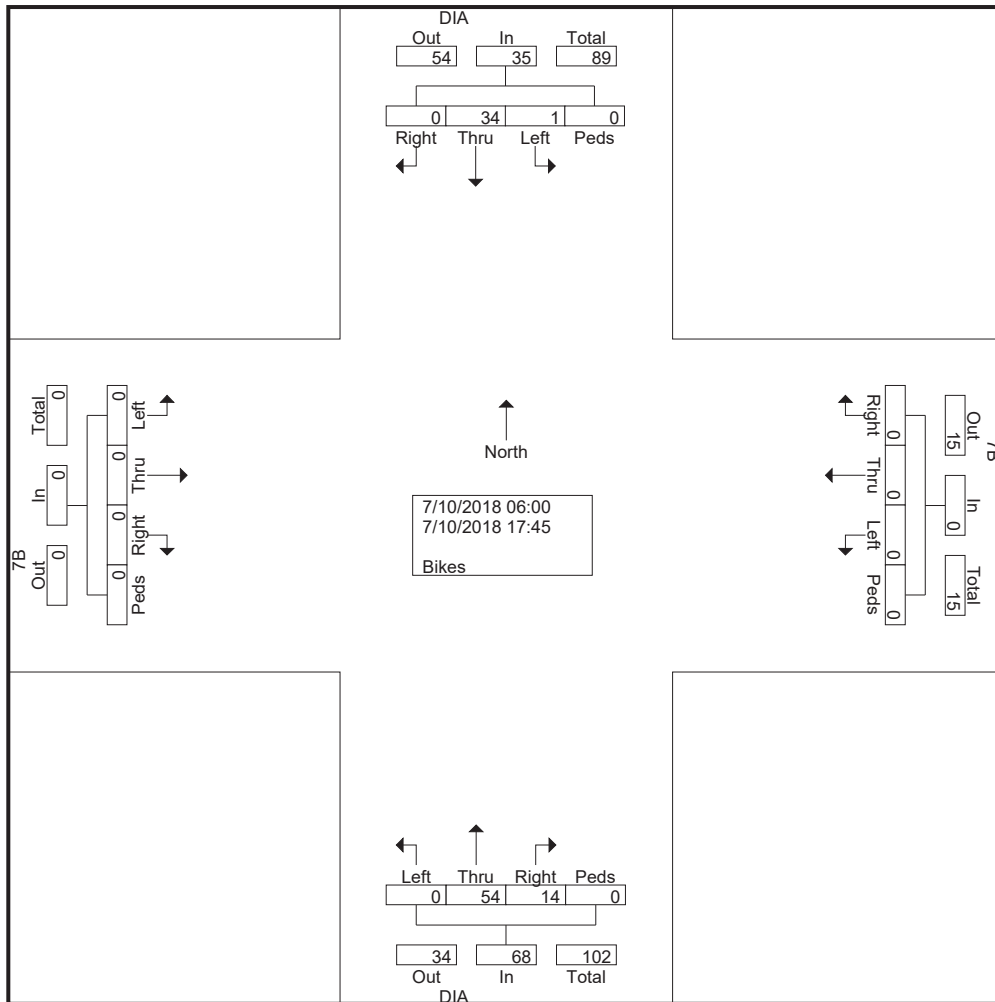 DIA
Out In Total
54 35 89
0 34 1 0
Right Thru Left Peds
Total In Out
0 0 0
0 0 0 0
Left Thru Right Peds
7B
North
7/10/2018 06:00
7/10/2018 17:45
Bikes
Right Thru Left Peds
0 0 0 0
Out In Total
15 0 15
7B
Left Thru Right Peds
0 54 14 0
34 68 102
Out In Total
DIA